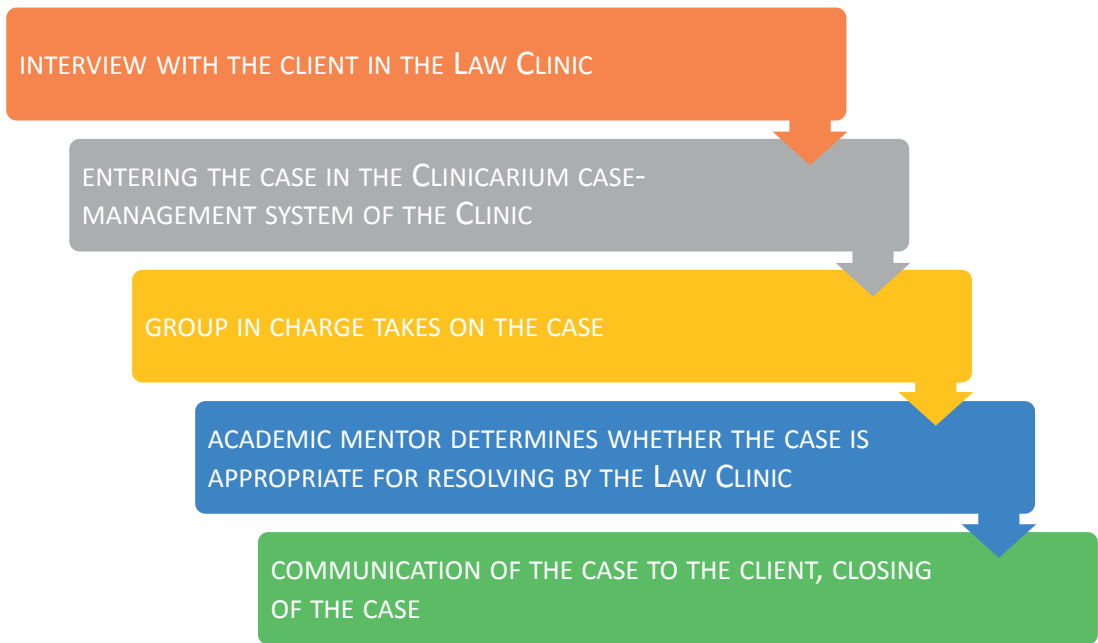 INTERVIEW WITH THE CLIENT IN THE LAW CLINIC
ENTERING THE CASE IN THE CLINICARIUM CASE-
MANAGEMENT SYSTEM OF THE CLINIC
GROUP IN CHARGE TAKES ON THE CASE
ACADEMIC MENTOR DETERMINES WHETHER THE CASE IS
APPROPRIATE FOR RESOLVING BY THE LAW CLINIC
COMMUNICATION OF THE CASE TO THE CLIENT, CLOSING
OF THE CASE